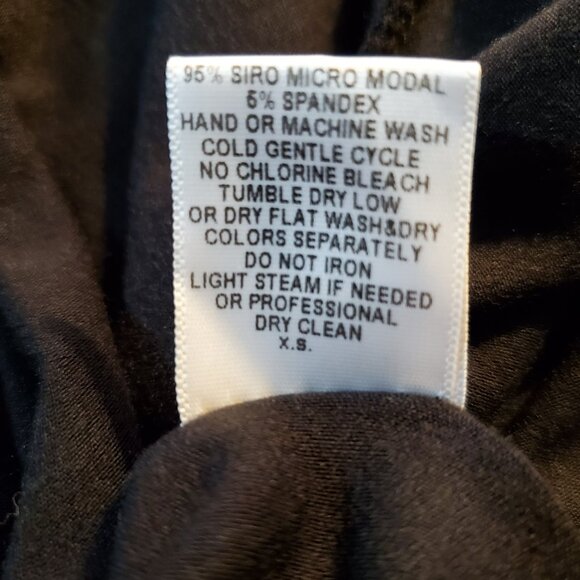 95% SIRO MICRO MODAL
5% SPANDEX
HAND OR MACHINE WASH
COLD GENTLE CYCLE
NO CHLORINE BLEACH
TUMBLE DRY LOW
OR DRY FLAT WASH&DRY
COLORS SEPARATELY
DO NOT IRON
LIGHT STEAM IF NEEDED
OR PROFESSIONAL
DRY CLEAN
X.S.